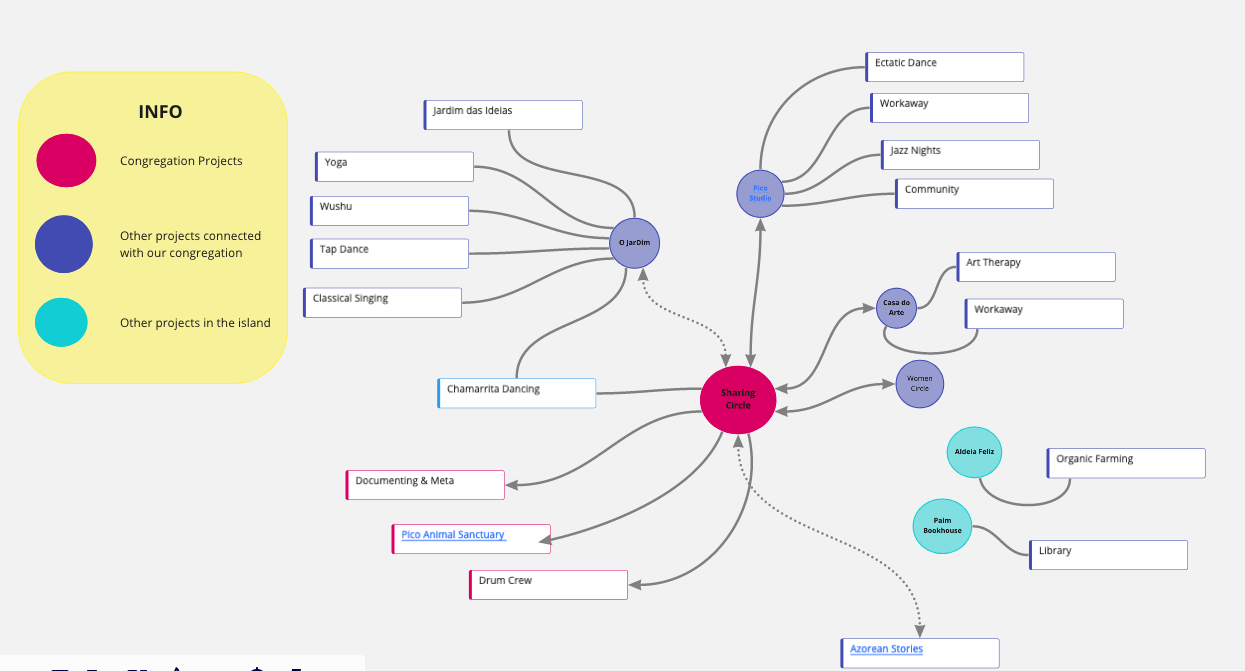 INFO
Congregation Projects
Other projects connected
with our congregation
Other projects in the island
Jardim das Ideias
Yoga
Wushu
Tap Dance
Classical Singing
O JarDim
Chamarrita Dancing
Ectatic Dance
Workaway
Jazz Nights
Community
Pico
Studio
Art Therapy
Casa do
Arte
Workaway
Women
Circle
Sharing
Circle
Aldeia Feliz
Organic Farming
Palm
Bookhouse
Library
Documenting & Meta
Pico Animal Sanctuary
Drum Crew
Azorean Stories